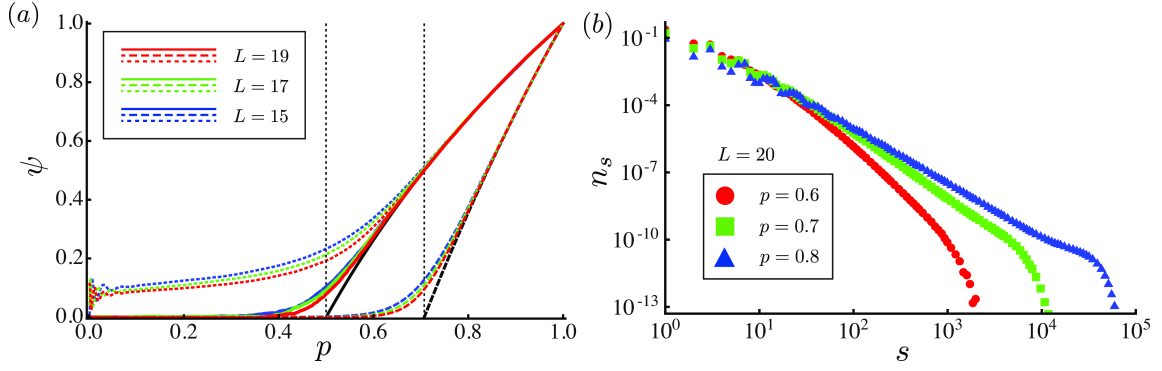 (a)
1.0
0.8
0.6
0.4
0.2
0.0
ψ
L = 19
L = 17
L = 15
0.0 0.2 0.4 0.6 0.8 1.0
p
(b)
10^{-1}
10^{-4}
10^{-7}
10^{-10}
10^{-13}
n_s
L = 20
p = 0.6
p = 0.7
p = 0.8
10^0 10^1 10^2 10^3 10^4 10^5
s